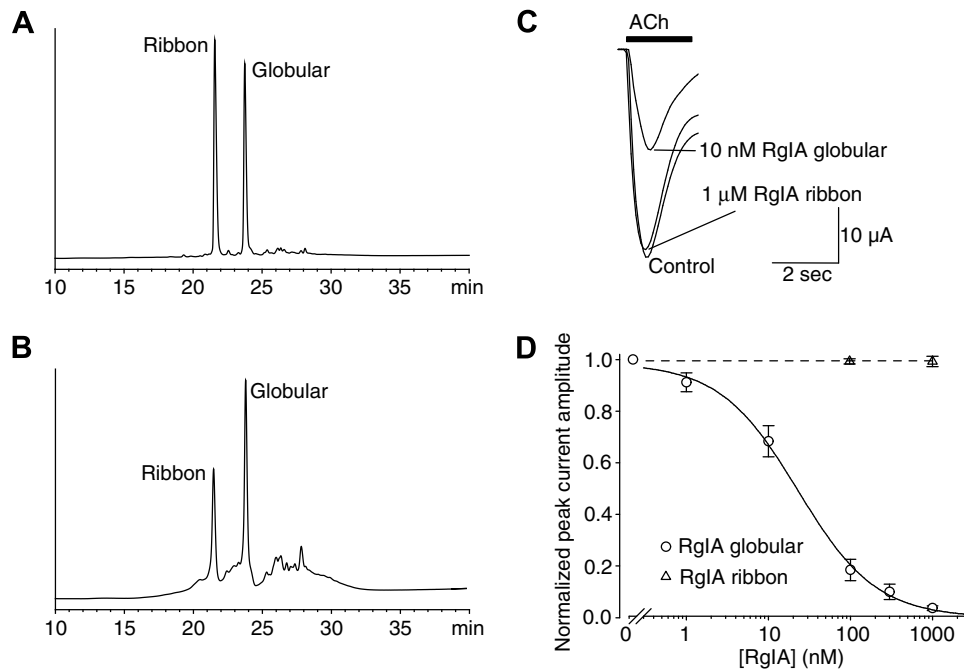 A
Ribbon
Globular
10 15 20 25 30 35 min
B
Globular
Ribbon
10 15 20 25 30 35 min
C
ACh
10 nM RgIA globular
1 μM RgIA ribbon
Control
10 μA
2 sec
D
Normalized peak current amplitude
1.0
0.8
0.6
0.4
0.2
0.0
RgIA globular
RgIA ribbon
0 1 10 100 1000
[RgIA] (nM)